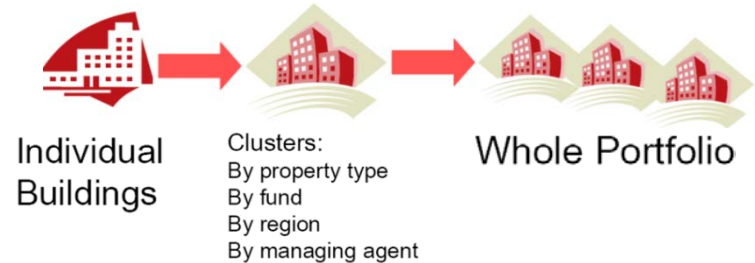 Individual
Buildings
Clusters:
By property type
By fund
By region
By managing agent
Whole Portfolio